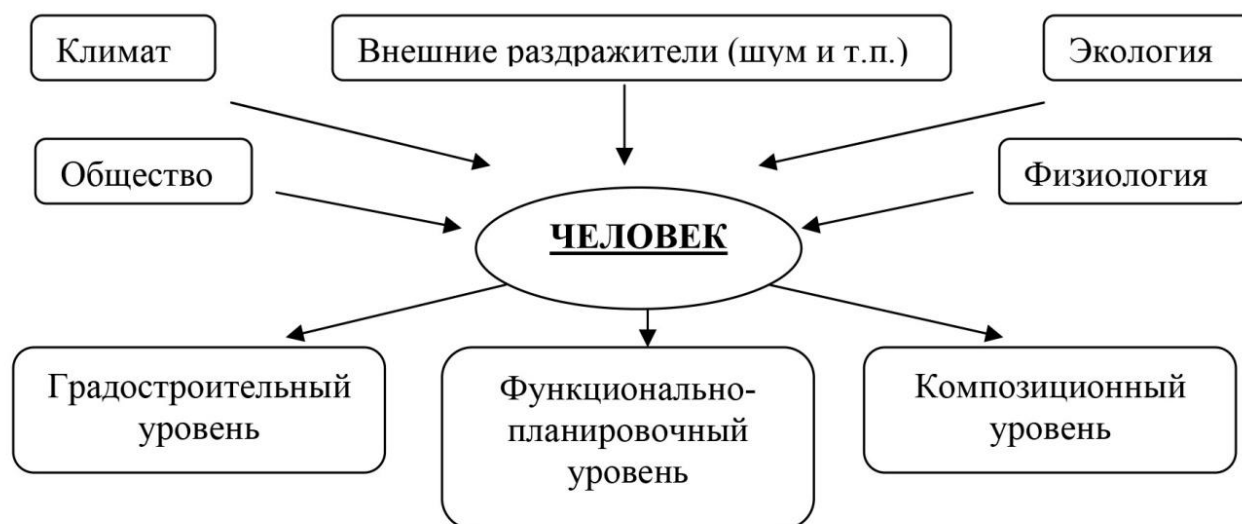 Климат
Внешние раздражители (шум и т.п.)
Экология
Общество
Физиология
ЧЕЛОВЕК
Градостроительный
уровень
Функционально-
планировочный
уровень
Композиционный
уровень